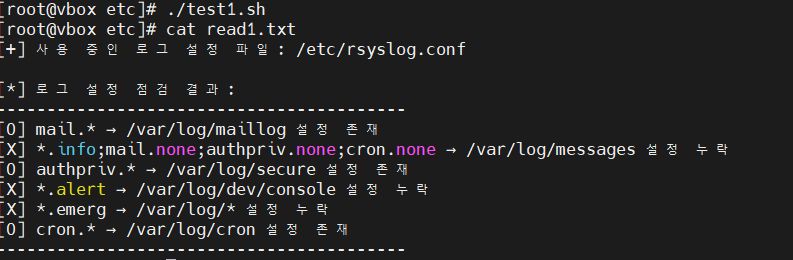 [root@vbox etc]# ./test1.sh
[root@vbox etc]# cat read1.txt
[+] 사용 중인 로그 설정 파일: /etc/rsyslog.conf
[*] 로그 설정 점검 결과:
-----------------------------------------
[O] mail.* → /var/log/maillog 설정 존재
[X] *.info;mail.none;authpriv.none;cron.none → /var/log/messages 설정 누락
[O] authpriv.* → /var/log/secure 설정 존재
[X] *.alert → /var/log/dev/console 설정 누락
[X] *.emerg → /var/log/* 설정 누락
[O] cron.* → /var/log/cron 설정 존재
-----------------------------------------